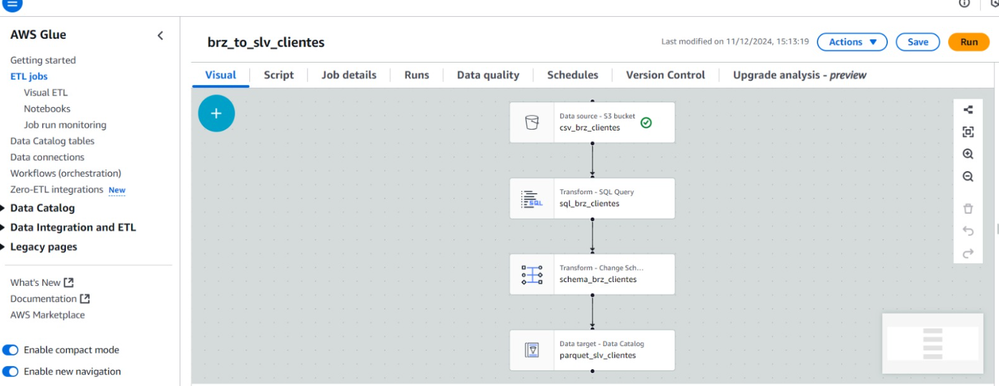 AWS Glue
Getting started
ETL jobs
Visual ETL
Notebooks
Job run monitoring
Data Catalog tables
Data connections
Workflows (orchestration)
Zero-ETL integrations New
Data Catalog
Data Integration and ETL
Legacy pages
What's New
Documentation
AWS Marketplace
Enable compact mode
Enable new navigation
brz_to_slv_clientes
Last modified on 11/12/2024, 15:13:19
Actions
Save
Run
Visual Script Job details Runs Data quality Schedules Version Control Upgrade analysis - preview
Data source - S3 bucket
csv_brz_clientes
Transform - SQL Query
SQL
sql_brz_clientes
Transform - Change Sch...
schema_brz_clientes
Data target - Data Catalog
parquet_slv_clientes